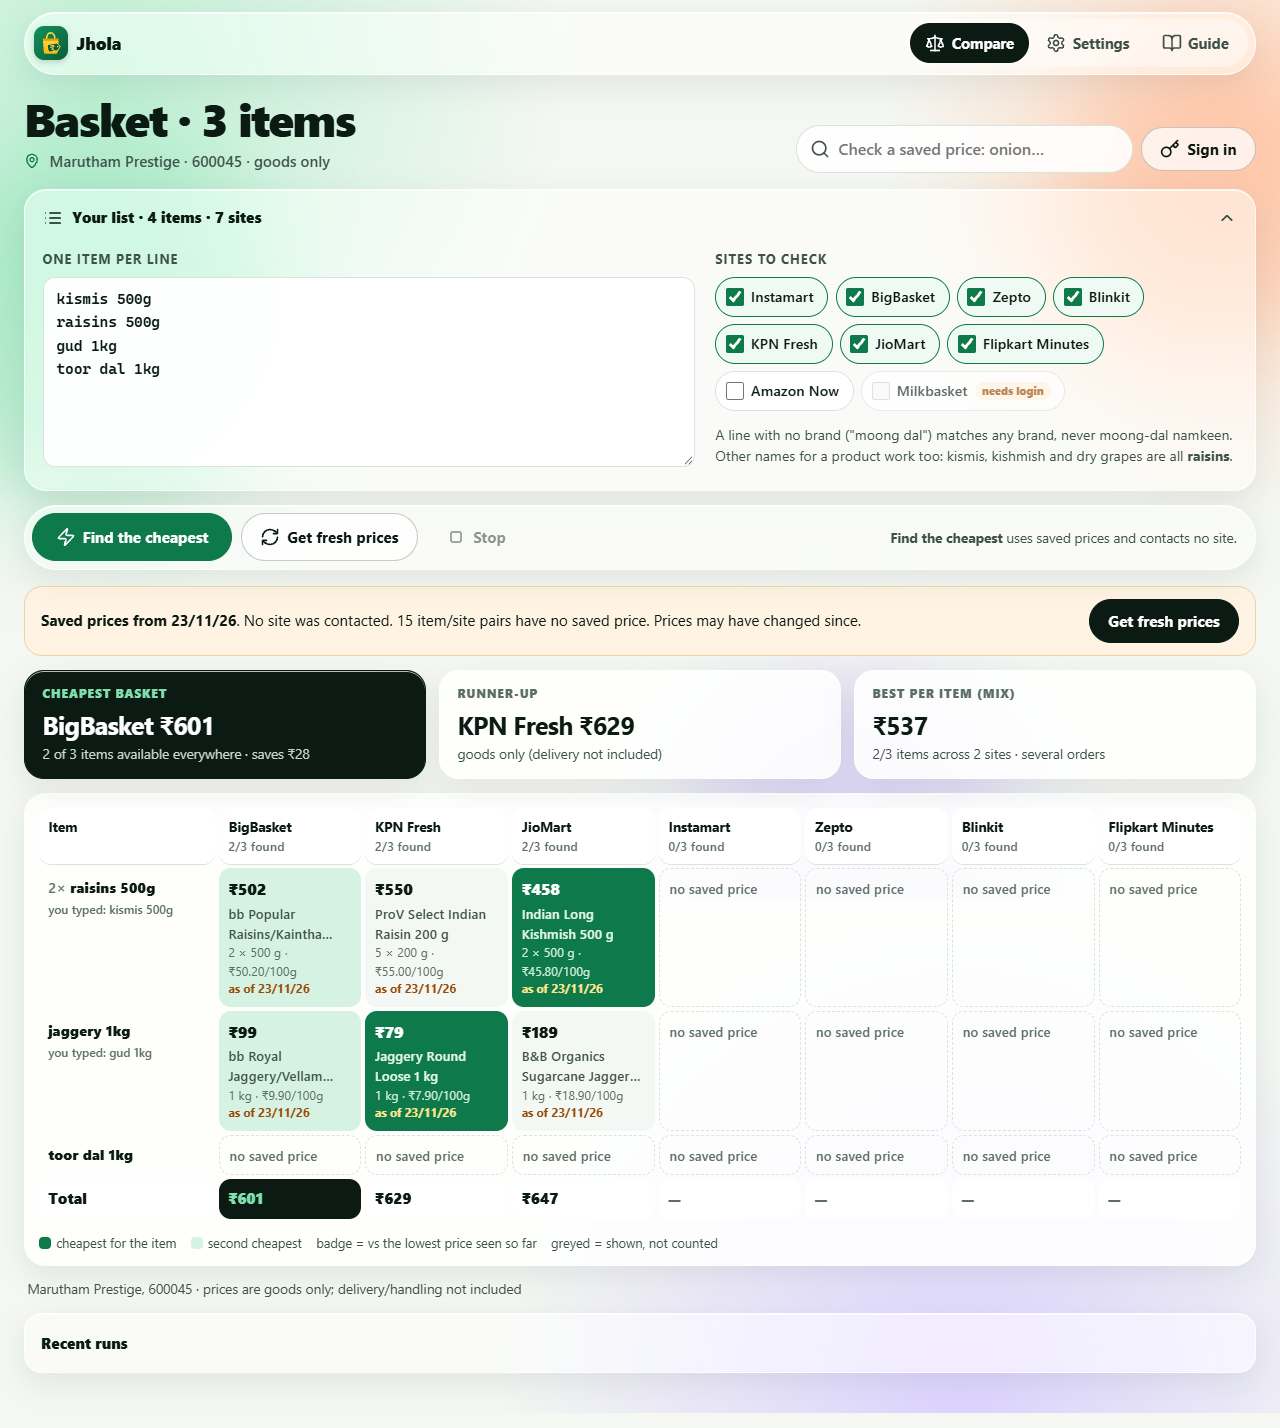 Jhola
Compare
Settings
Guide
Basket · 3 items
Marutham Prestige · 600045 · goods only
Check a saved price: onion...
Sign in
Your list · 4 items · 7 sites
ONE ITEM PER LINE
kismis 500g
raisins 500g
gud 1kg
toor dal 1kg
SITES TO CHECK
Instamart
BigBasket
Zepto
Blinkit
KPN Fresh
JioMart
Flipkart Minutes
Amazon Now
Milkbasket needs login
A line with no brand ("moong dal") matches any brand, never moong-dal namkeen.
Other names for a product work too: kismis, kishmish and dry grapes are all raisins.
Find the cheapest
Get fresh prices
Stop
Find the cheapest uses saved prices and contacts no site.
Saved prices from 23/11/26. No site was contacted. 15 item/site pairs have no saved price. Prices may have changed since.
Get fresh prices
CHEAPEST BASKET
BigBasket ₹601
2 of 3 items available everywhere · saves ₹28
RUNNER-UP
KPN Fresh ₹629
goods only (delivery not included)
BEST PER ITEM (MIX)
₹537
2/3 items across 2 sites · several orders
Item
BigBasket
2/3 found
KPN Fresh
2/3 found
JioMart
2/3 found
Instamart
0/3 found
Zepto
0/3 found
Blinkit
0/3 found
Flipkart Minutes
0/3 found
2× raisins 500g
you typed: kismis 500g
₹502
bb Popular
Raisins/Kaintha...
2 × 500 g ·
₹50.20/100g
as of 23/11/26
₹550
ProV Select Indian
Raisin 200 g
5 × 200 g ·
₹55.00/100g
as of 23/11/26
₹458
Indian Long
Kishmish 500 g
2 × 500 g ·
₹45.80/100g
as of 23/11/26
no saved price
no saved price
no saved price
no saved price
jaggery 1kg
you typed: gud 1kg
₹99
bb Royal
Jaggery/Vellam...
1 kg · ₹9.90/100g
as of 23/11/26
₹79
Jaggery Round
Loose 1 kg
1 kg · ₹7.90/100g
as of 23/11/26
₹189
B&B Organics
Sugarcane Jagger...
1 kg · ₹18.90/100g
as of 23/11/26
no saved price
no saved price
no saved price
no saved price
toor dal 1kg
no saved price
no saved price
no saved price
no saved price
no saved price
no saved price
no saved price
Total
₹601
₹629
₹647
—
—
—
—
cheapest for the item
second cheapest
badge = vs the lowest price seen so far
greyed = shown, not counted
Marutham Prestige, 600045 · prices are goods only; delivery/handling not included
Recent runs